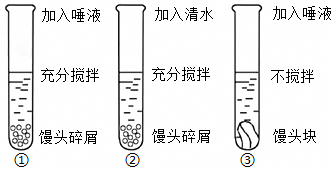 加入唾液 加入清水 加入唾液
充分搅拌 充分搅拌 不搅拌
馒头碎屑 馒头碎屑 馒头块
① ② ③